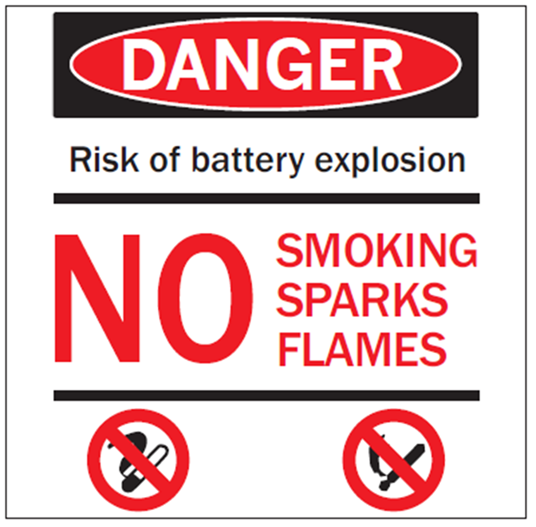 DANGER
Risk of battery explosion
NO
SMOKING
SPARKS
FLAMES